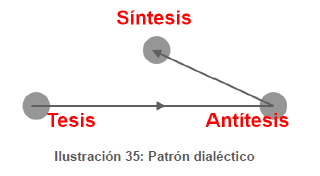 Síntesis
Tesis
Antítesis
Ilustración 35: Patrón dialéctico